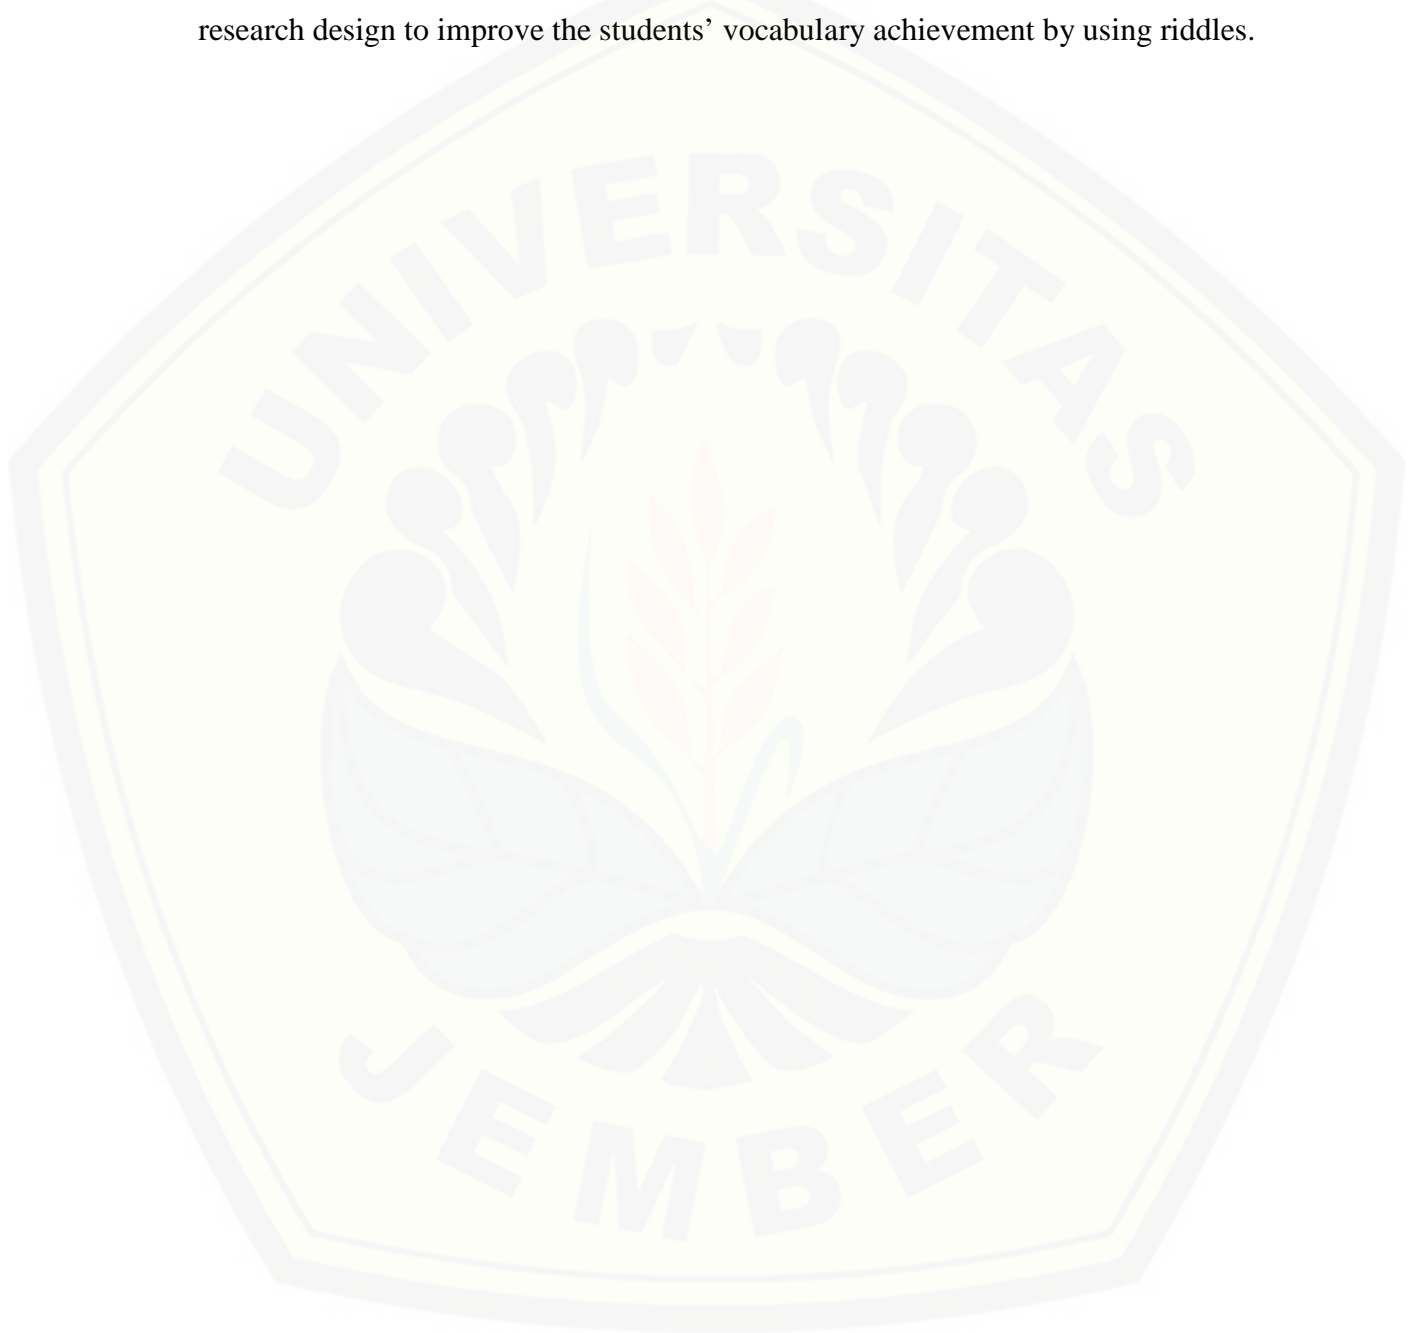 research design to improve the students’ vocabulary achievement by using riddles.
UNIVERSITAS
JEMBER